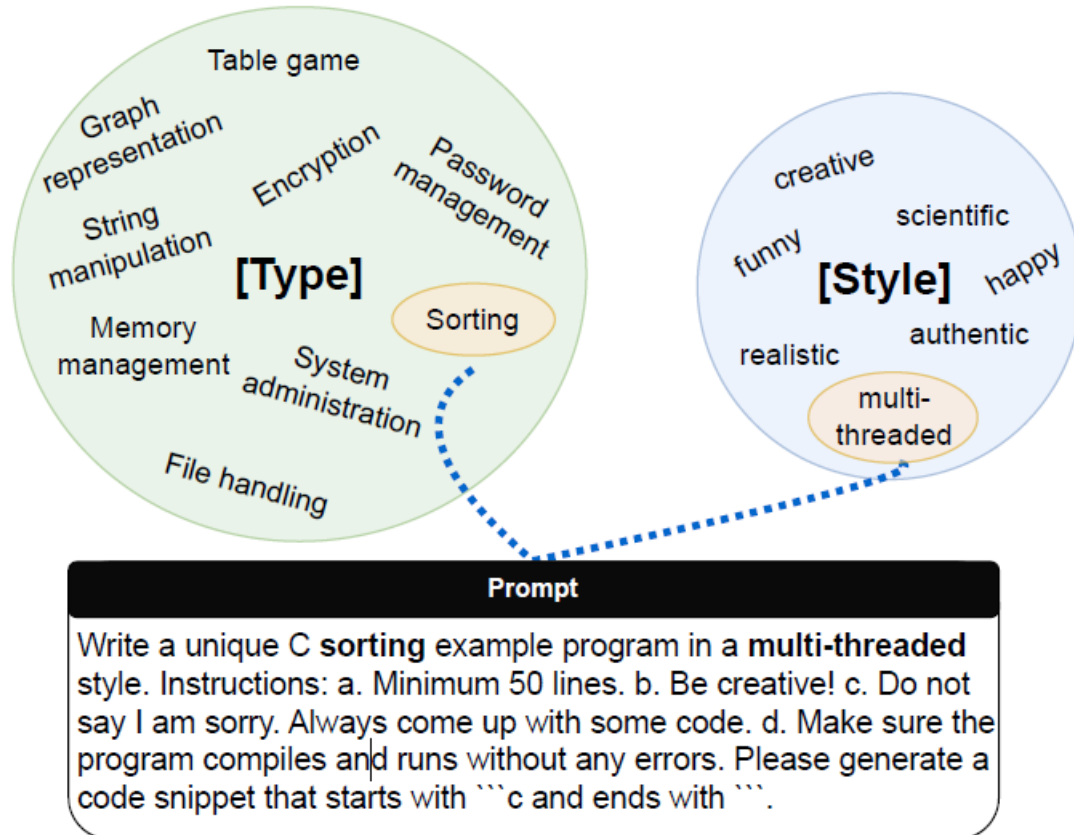 Table game
Graph
representation
Encryption
Password
management
String
manipulation
[Type]
Sorting
Memory
management
System
administration
File handling
creative
scientific
funny
[Style]
happy
authentic
realistic
multi-
threaded
Prompt
Write a unique C sorting example program in a multi-threaded
style. Instructions: a. Minimum 50 lines. b. Be creative! c. Do not
say I am sorry. Always come up with some code. d. Make sure the
program compiles and runs without any errors. Please generate a
code snippet that starts with ```c and ends with ```.